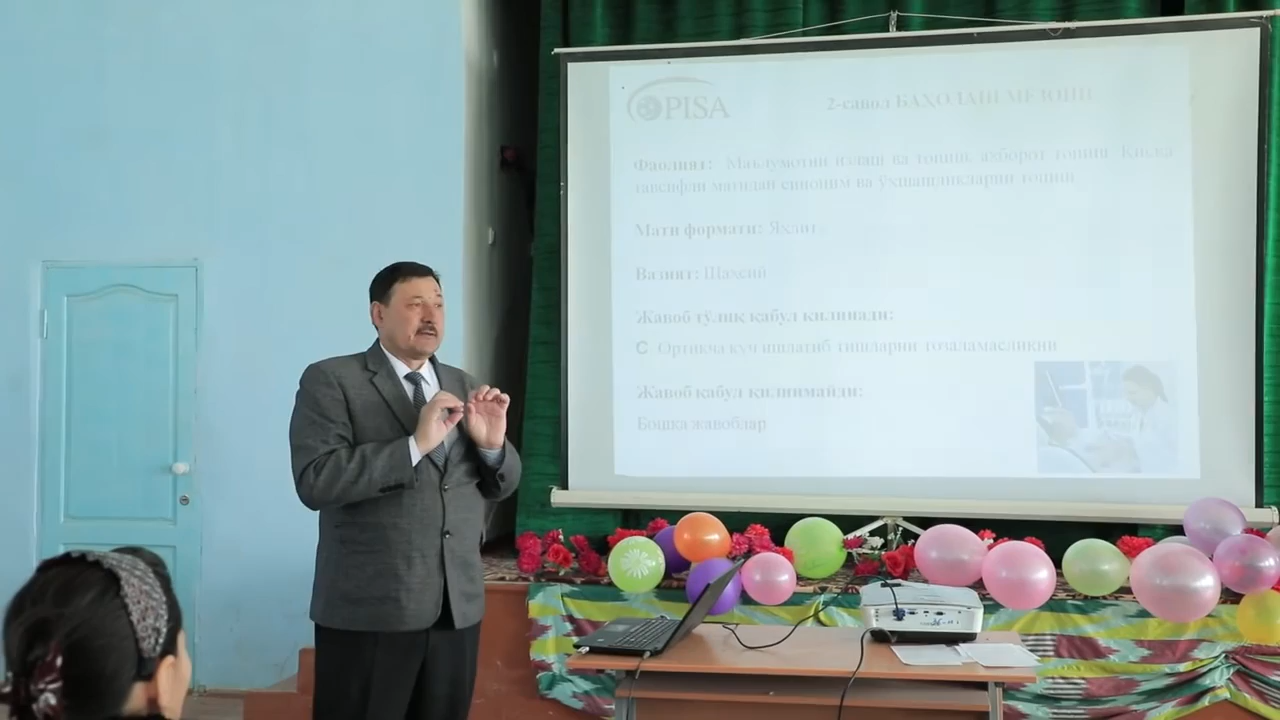 PISA
2-савол БАҲОЛАШ МЕЗОНИ
Фаолият: Маълумотни излаш ва топиш, ахборот топиш. Қисқа
тавсифли матндан синоним ва ўхшашликларни топиш
Матн формати: Яхлит
Вазият: Шахсий
Жавоб тўлиқ қабул қилинади:
С Ортиқча куч ишлатиб тишларни тозаламасликни
Жавоб қабул қилинмайди:
Бошқа жавоблар